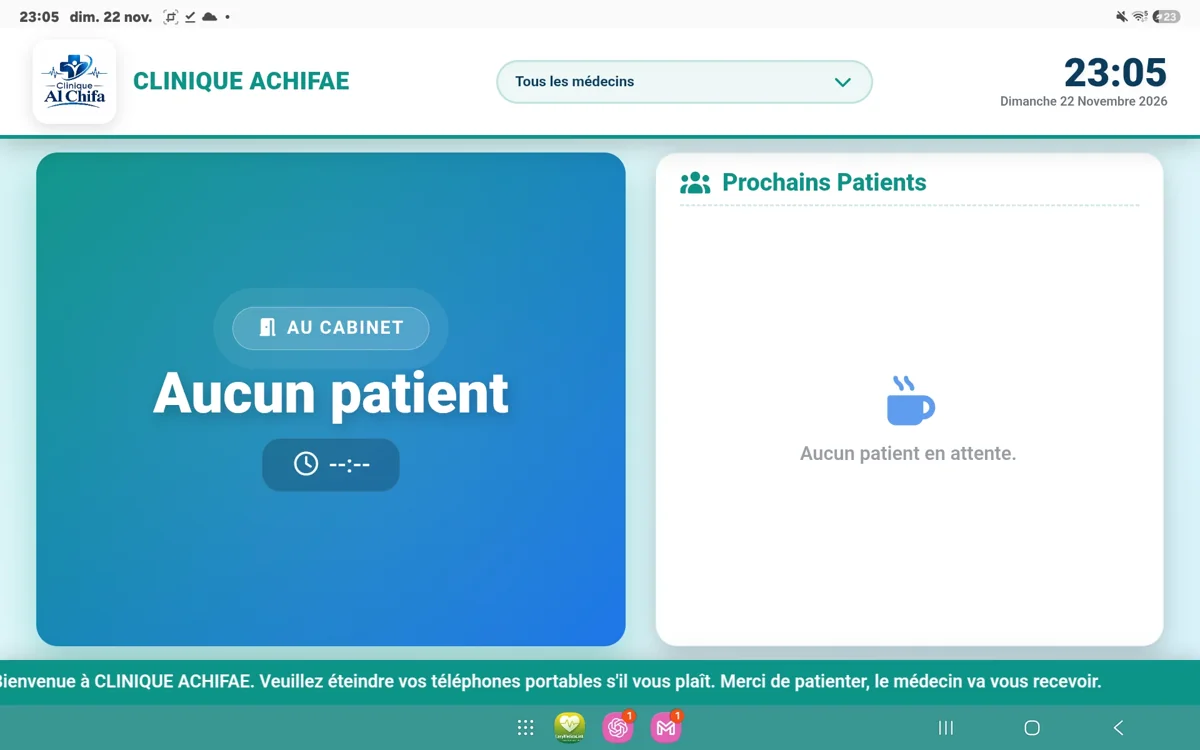 23:05 dim. 22 nov.
23
Clinique
Al Chifa
CLINIQUE ACHIFAE
Tous les médecins
23:05
Dimanche 22 Novembre 2026
AU CABINET
Aucun patient
--:--
Prochains Patients
Aucun patient en attente.
Bienvenue à CLINIQUE ACHIFAE. Veuillez éteindre vos téléphones portables s'il vous plaît. Merci de patienter, le médecin va vous recevoir.
1
1